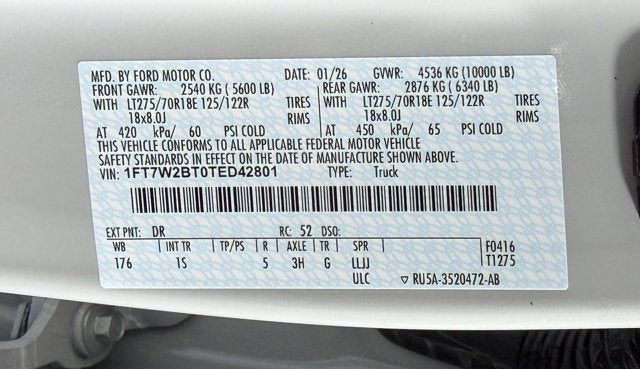 MFD. BY FORD MOTOR CO. DATE: 01/26 GVWR: 4536 KG (10000 LB)
FRONT GAWR: 2540 KG ( 5600 LB) REAR GAWR: 2876 KG ( 6340 LB)
WITH LT275/70R18E 125/122R TIRES WITH LT275/70R18E 125/122R TIRES
18x8.0J RIMS 18x8.0J RIMS
AT 420 kPa/ 60 PSI COLD AT 450 kPa/ 65 PSI COLD
THIS VEHICLE CONFORMS TO ALL APPLICABLE FEDERAL MOTOR VEHICLE
SAFETY STANDARDS IN EFFECT ON THE DATE OF MANUFACTURE SHOWN ABOVE.
VIN: 1FT7W2BT0TED42801 TYPE: Truck
EXT PNT: DR RC: 52 DSO:
WB INT TR TP/PS R AXLE TR SPR F0416
176 1S 5 3H G LLJJ T1275
ULC ▽ RU5A-3520472-AB